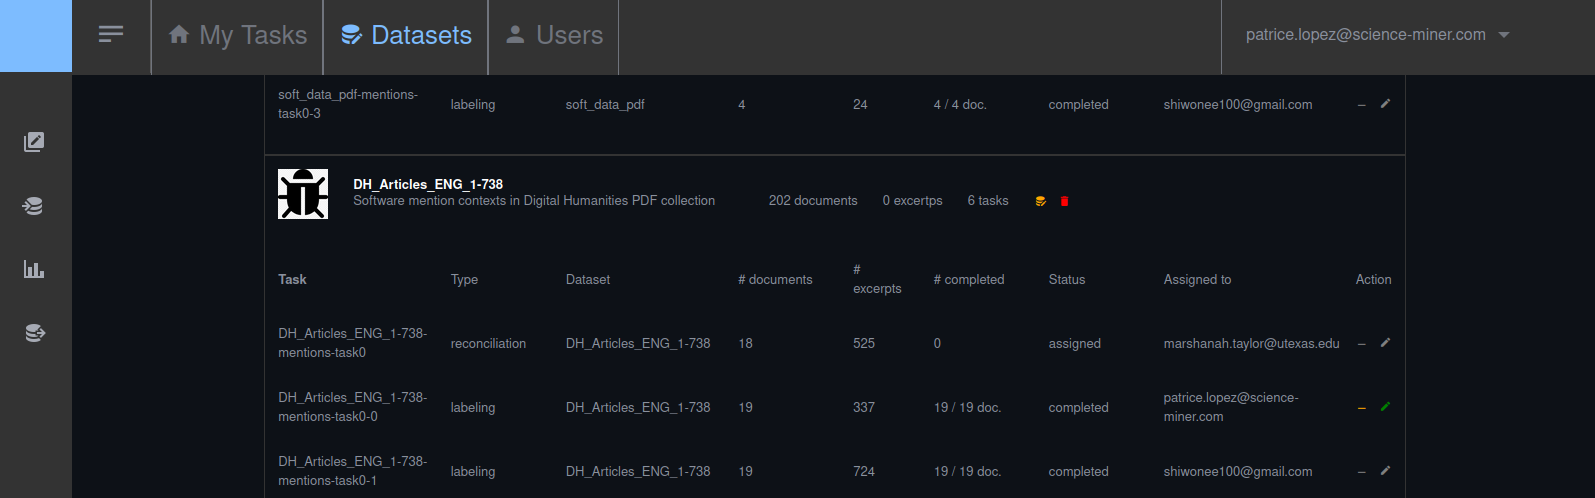 My Tasks Datasets Users patrice.lopez@science-miner.com
soft_data_pdf-mentions-
task0-3 labeling soft_data_pdf 4 24 4 / 4 doc. completed shiwonee100@gmail.com –
DH_Articles_ENG_1-738
Software mention contexts in Digital Humanities PDF collection 202 documents 0 excertps 6 tasks
Task Type Dataset # documents # excerpts # completed Status Assigned to Action
DH_Articles_ENG_1-738-
mentions-task0 reconciliation DH_Articles_ENG_1-738 18 525 0 assigned marshanah.taylor@utexas.edu –
DH_Articles_ENG_1-738-
mentions-task0-0 labeling DH_Articles_ENG_1-738 19 337 19 / 19 doc. completed patrice.lopez@science-
miner.com –
DH_Articles_ENG_1-738-
mentions-task0-1 labeling DH_Articles_ENG_1-738 19 724 19 / 19 doc. completed shiwonee100@gmail.com –